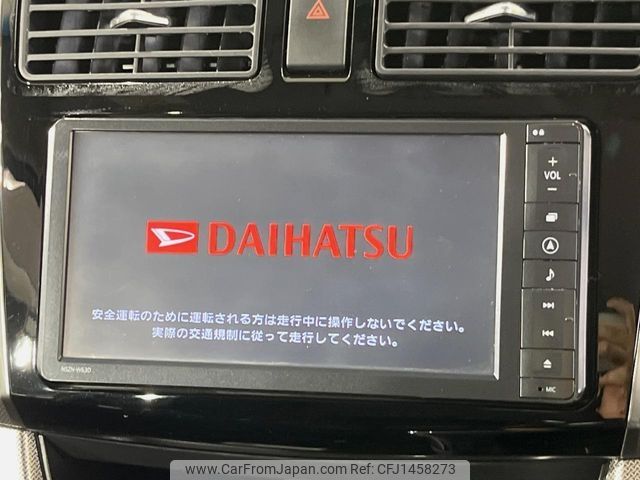 DAIHATSU
安全運転のために運転される方は走行中に操作しないでください。
実際の交通規制に従って走行してください。
+
VOL
−
NSZN-W63D
MIC
www.CarFromJapan.com | CFJ1458273